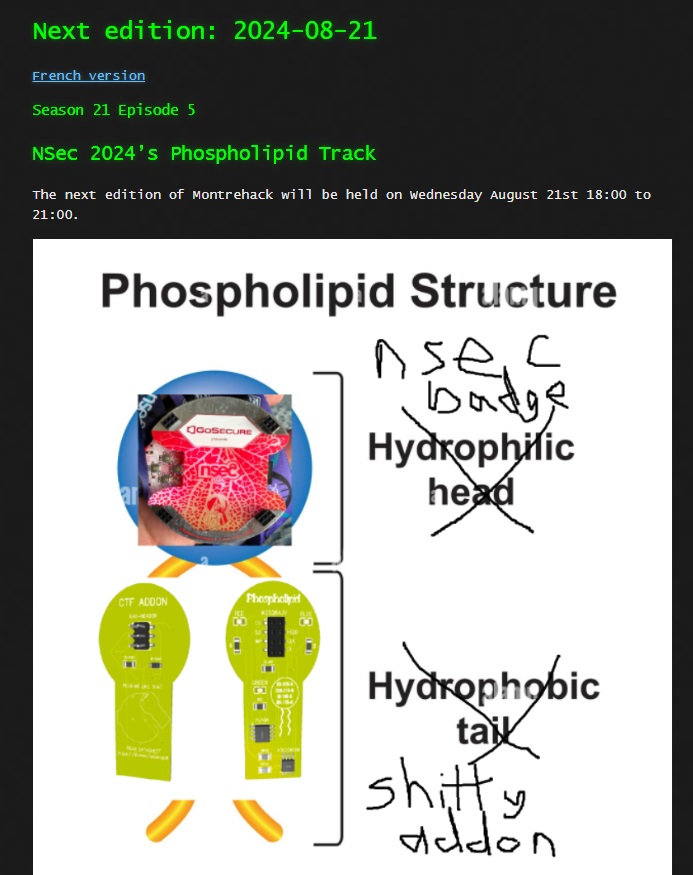 Next edition: 2024-08-21
French version
Season 21 Episode 5
NSec 2024's Phospholipid Track
The next edition of Montrehack will be held on Wednesday August 21st 18:00 to
21:00.
Phospholipid Structure
nsec
badge
Hydrophilic
head
GoSECURE
nsec
CTF ADDON
Phospholipid
Hydrophobic
tail
shitty
addon